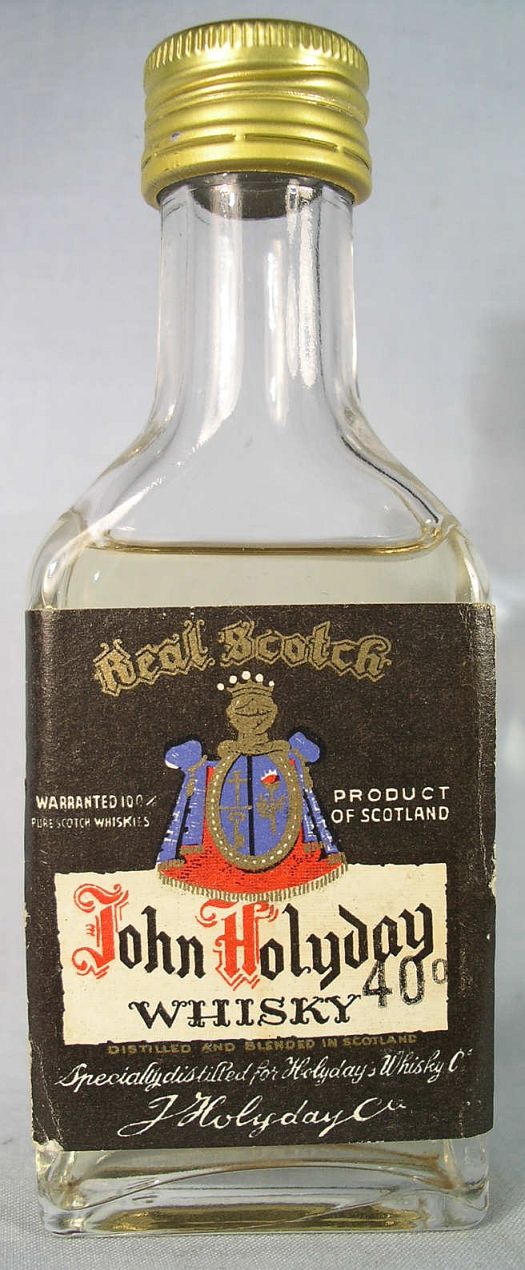 Real Scotch
WARRANTED 100%
PURE SCOTCH WHISKIES
PRODUCT
OF SCOTLAND
John Holyday
40º
WHISKY
DISTILLED AND BLENDED IN SCOTLAND
Specially distilled for Holyday's Whisky Cº
J Holyday Co